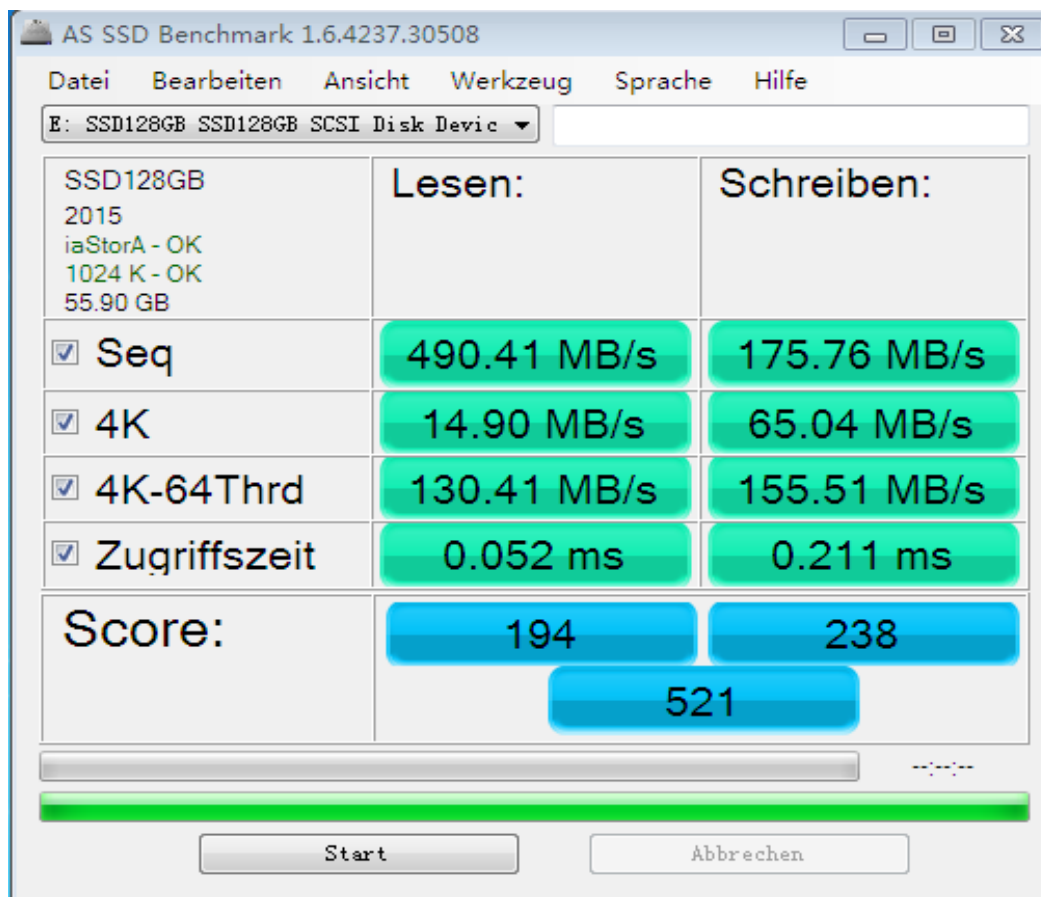 AS SSD Benchmark 1.6.4237.30508
Datei Bearbeiten Ansicht Werkzeug Sprache Hilfe
E: SSD128GB SSD128GB SCSI Disk Devic
SSD128GB
2015
iaStorA - OK
1024 K - OK
55.90 GB
Lesen: Schreiben:
Seq 490.41 MB/s 175.76 MB/s
4K 14.90 MB/s 65.04 MB/s
4K-64Thrd 130.41 MB/s 155.51 MB/s
Zugriffszeit 0.052 ms 0.211 ms
Score: 194 238
521
--:--:--
Start Abbrechen